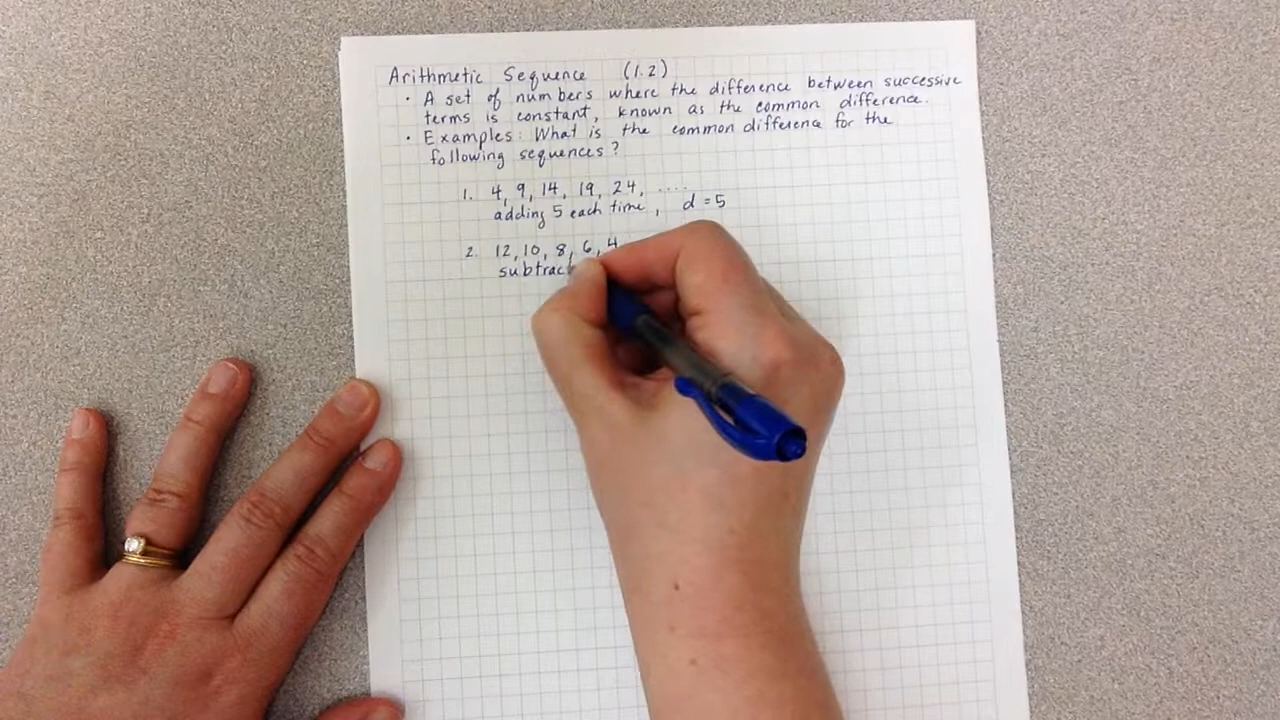 Arithmetic Sequence (1.2)
• A set of numbers where the difference between successive
terms is constant, known as the common difference.
• Examples: What is the common difference for the
following sequences?
1. 4, 9, 14, 19, 24, ....
adding 5 each time, d = 5
2. 12, 10, 8, 6, 4
subtrac